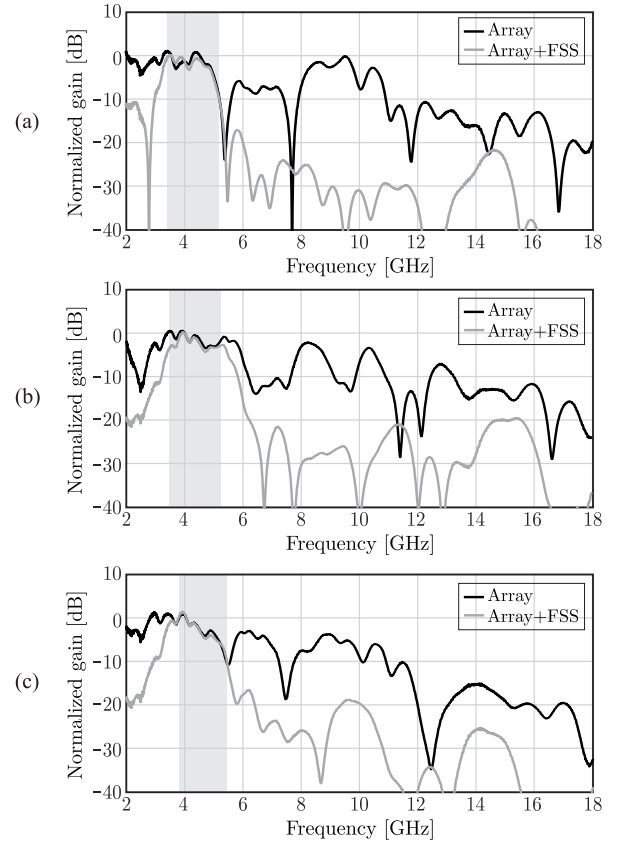 (a)
Normalized gain [dB]
10
0
−10
−20
−30
−40
Array
Array+FSS
2 4 6 8 10 12 14 16 18
Frequency [GHz]
(b)
Normalized gain [dB]
10
0
−10
−20
−30
−40
Array
Array+FSS
2 4 6 8 10 12 14 16 18
Frequency [GHz]
(c)
Normalized gain [dB]
10
0
−10
−20
−30
−40
Array
Array+FSS
2 4 6 8 10 12 14 16 18
Frequency [GHz]